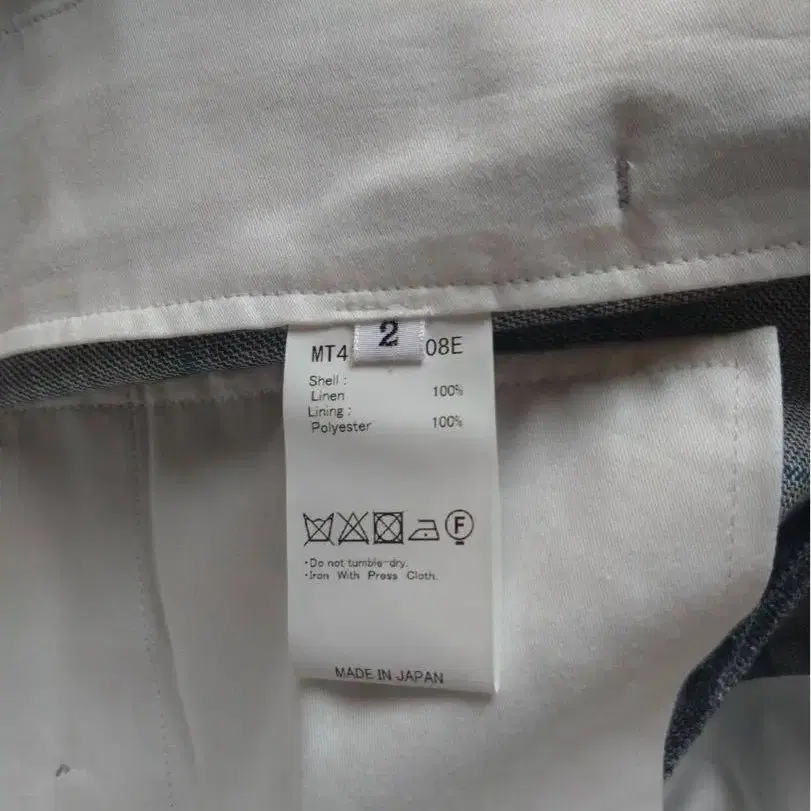 2
MT4 08E
Shell :
Linen 100%
Lining :
Polyester 100%
F
·Do not tumble-dry.
·Iron With Press Cloth.
MADE IN JAPAN